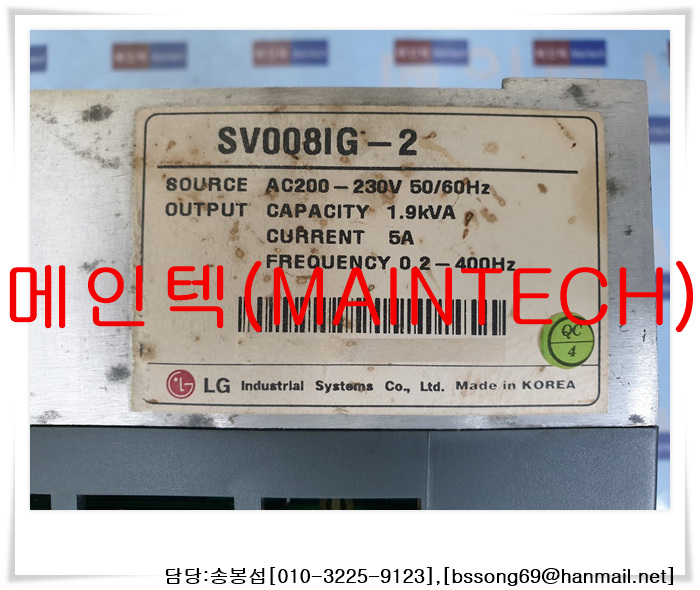 SV008IG-2
SOURCE AC200-230V 50/60Hz
OUTPUT CAPACITY 1.9kVA
CURRENT 5A
FREQUENCY 0.2-400Hz
메인텍(MAINTECH)
QC
4
LG Industrial Systems Co., Ltd. Made in KOREA
담당:송봉섭[010-3225-9123],[bssong69@hanmail.net]